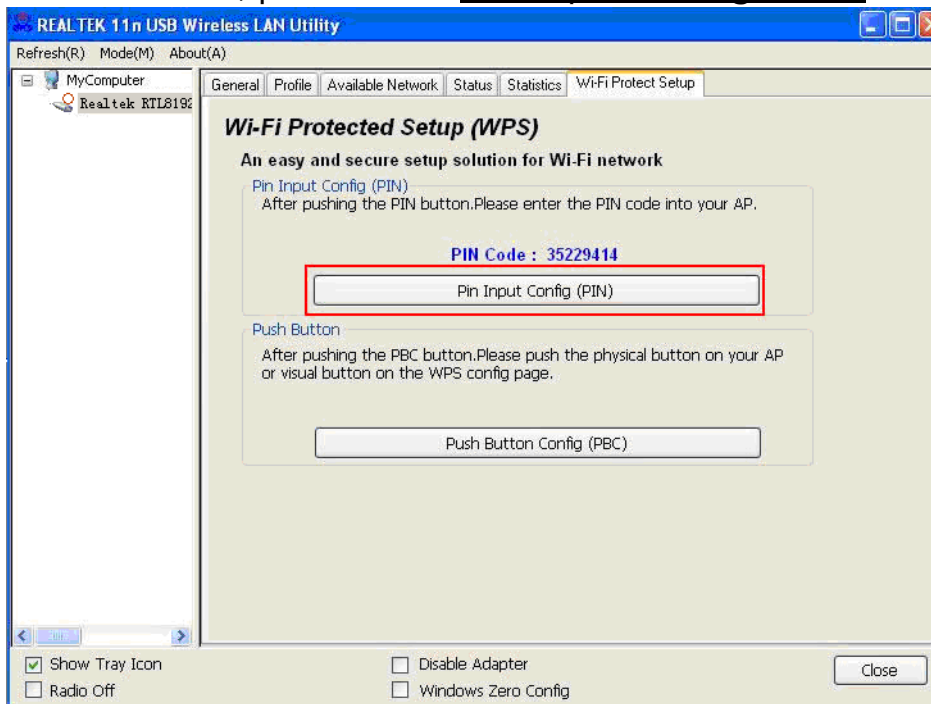 REALTEK 11n USB Wireless LAN Utility
Refresh(R) Mode(M) About(A)
MyComputer
Realtek RTL8192
General Profile Available Network Status Statistics Wi-Fi Protect Setup
Wi-Fi Protected Setup (WPS)
An easy and secure setup solution for Wi-Fi network
Pin Input Config (PIN)
After pushing the PIN button.Please enter the PIN code into your AP.
PIN Code : 35229414
Pin Input Config (PIN)
Push Button
After pushing the PBC button.Please push the physical button on your AP
or visual button on the WPS config page.
Push Button Config (PBC)
Show Tray Icon
Disable Adapter
Close
Radio Off
Windows Zero Config